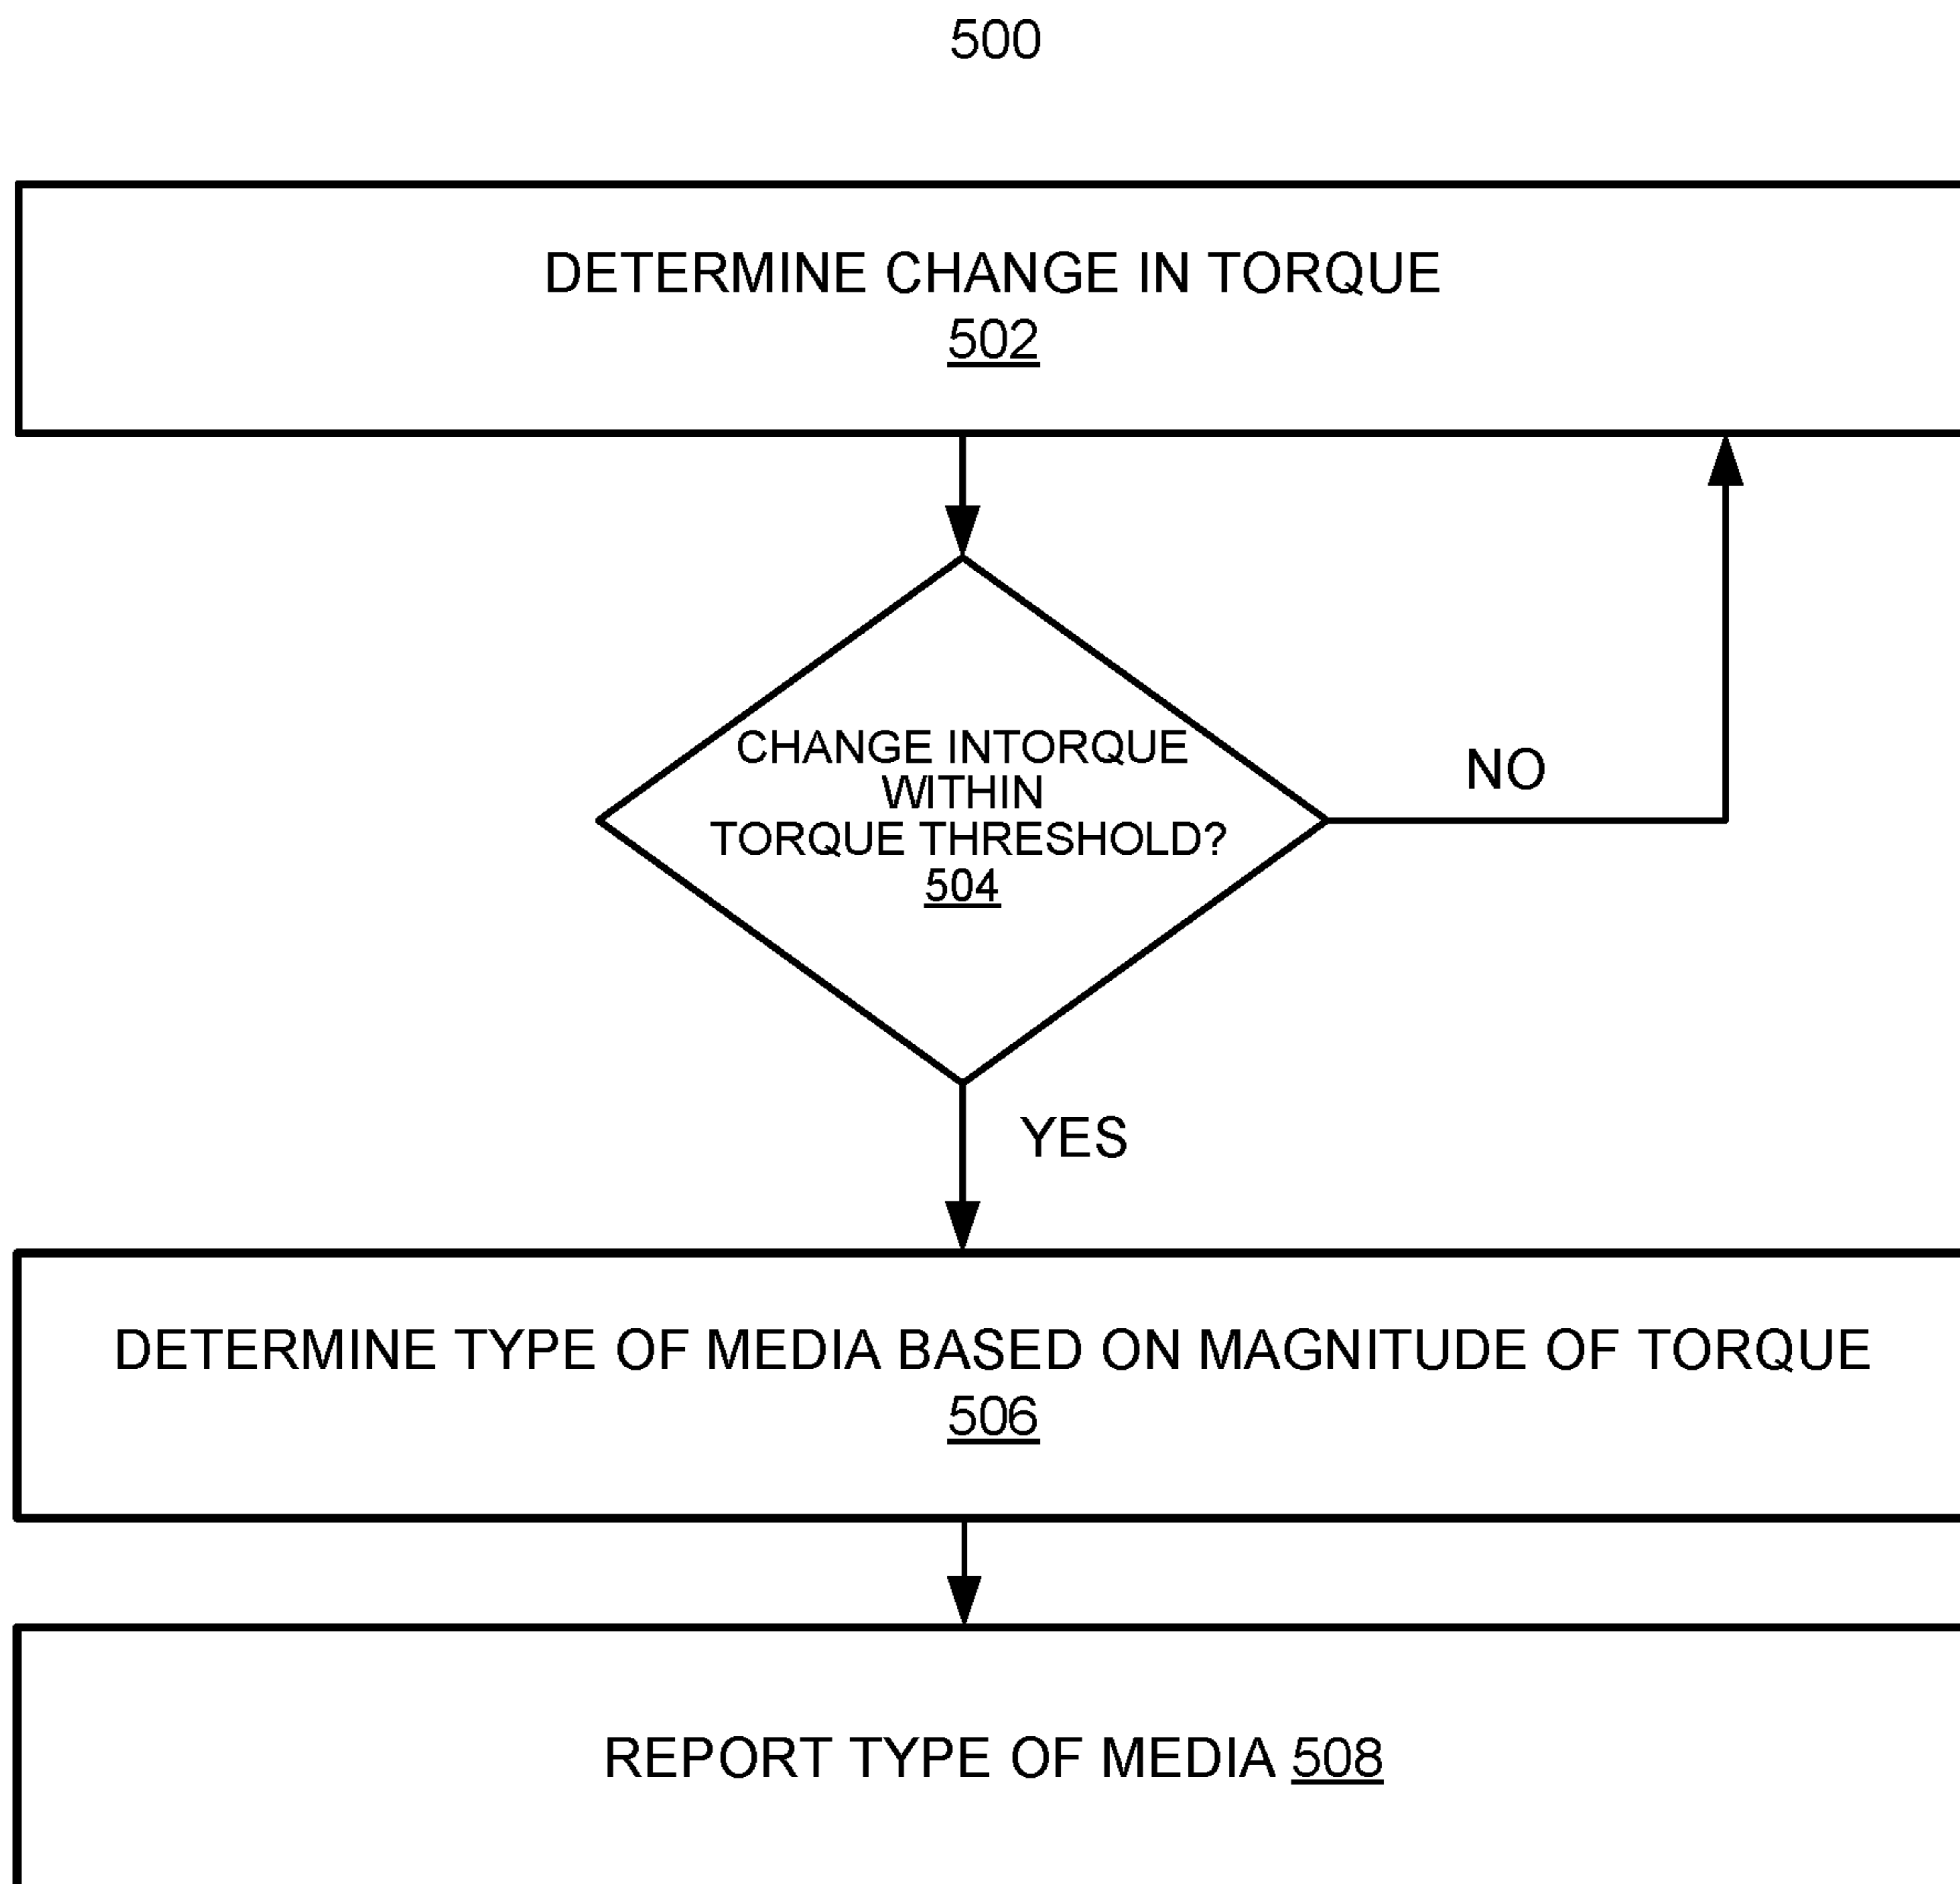 500
DETERMINE CHANGE IN TORQUE
502
CHANGE INTORQUE
WITHIN
TORQUE THRESHOLD?
504
NO
YES
DETERMINE TYPE OF MEDIA BASED ON MAGNITUDE OF TORQUE
506
REPORT TYPE OF MEDIA 508